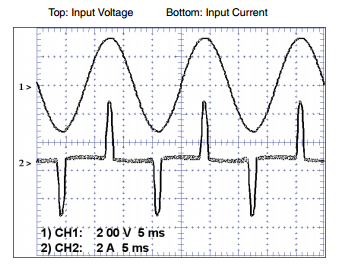 Top: Input Voltage Bottom: Input Current
1>
2>
1) CH1: 2 00 V 5 ms
2) CH2: 2 A 5 ms